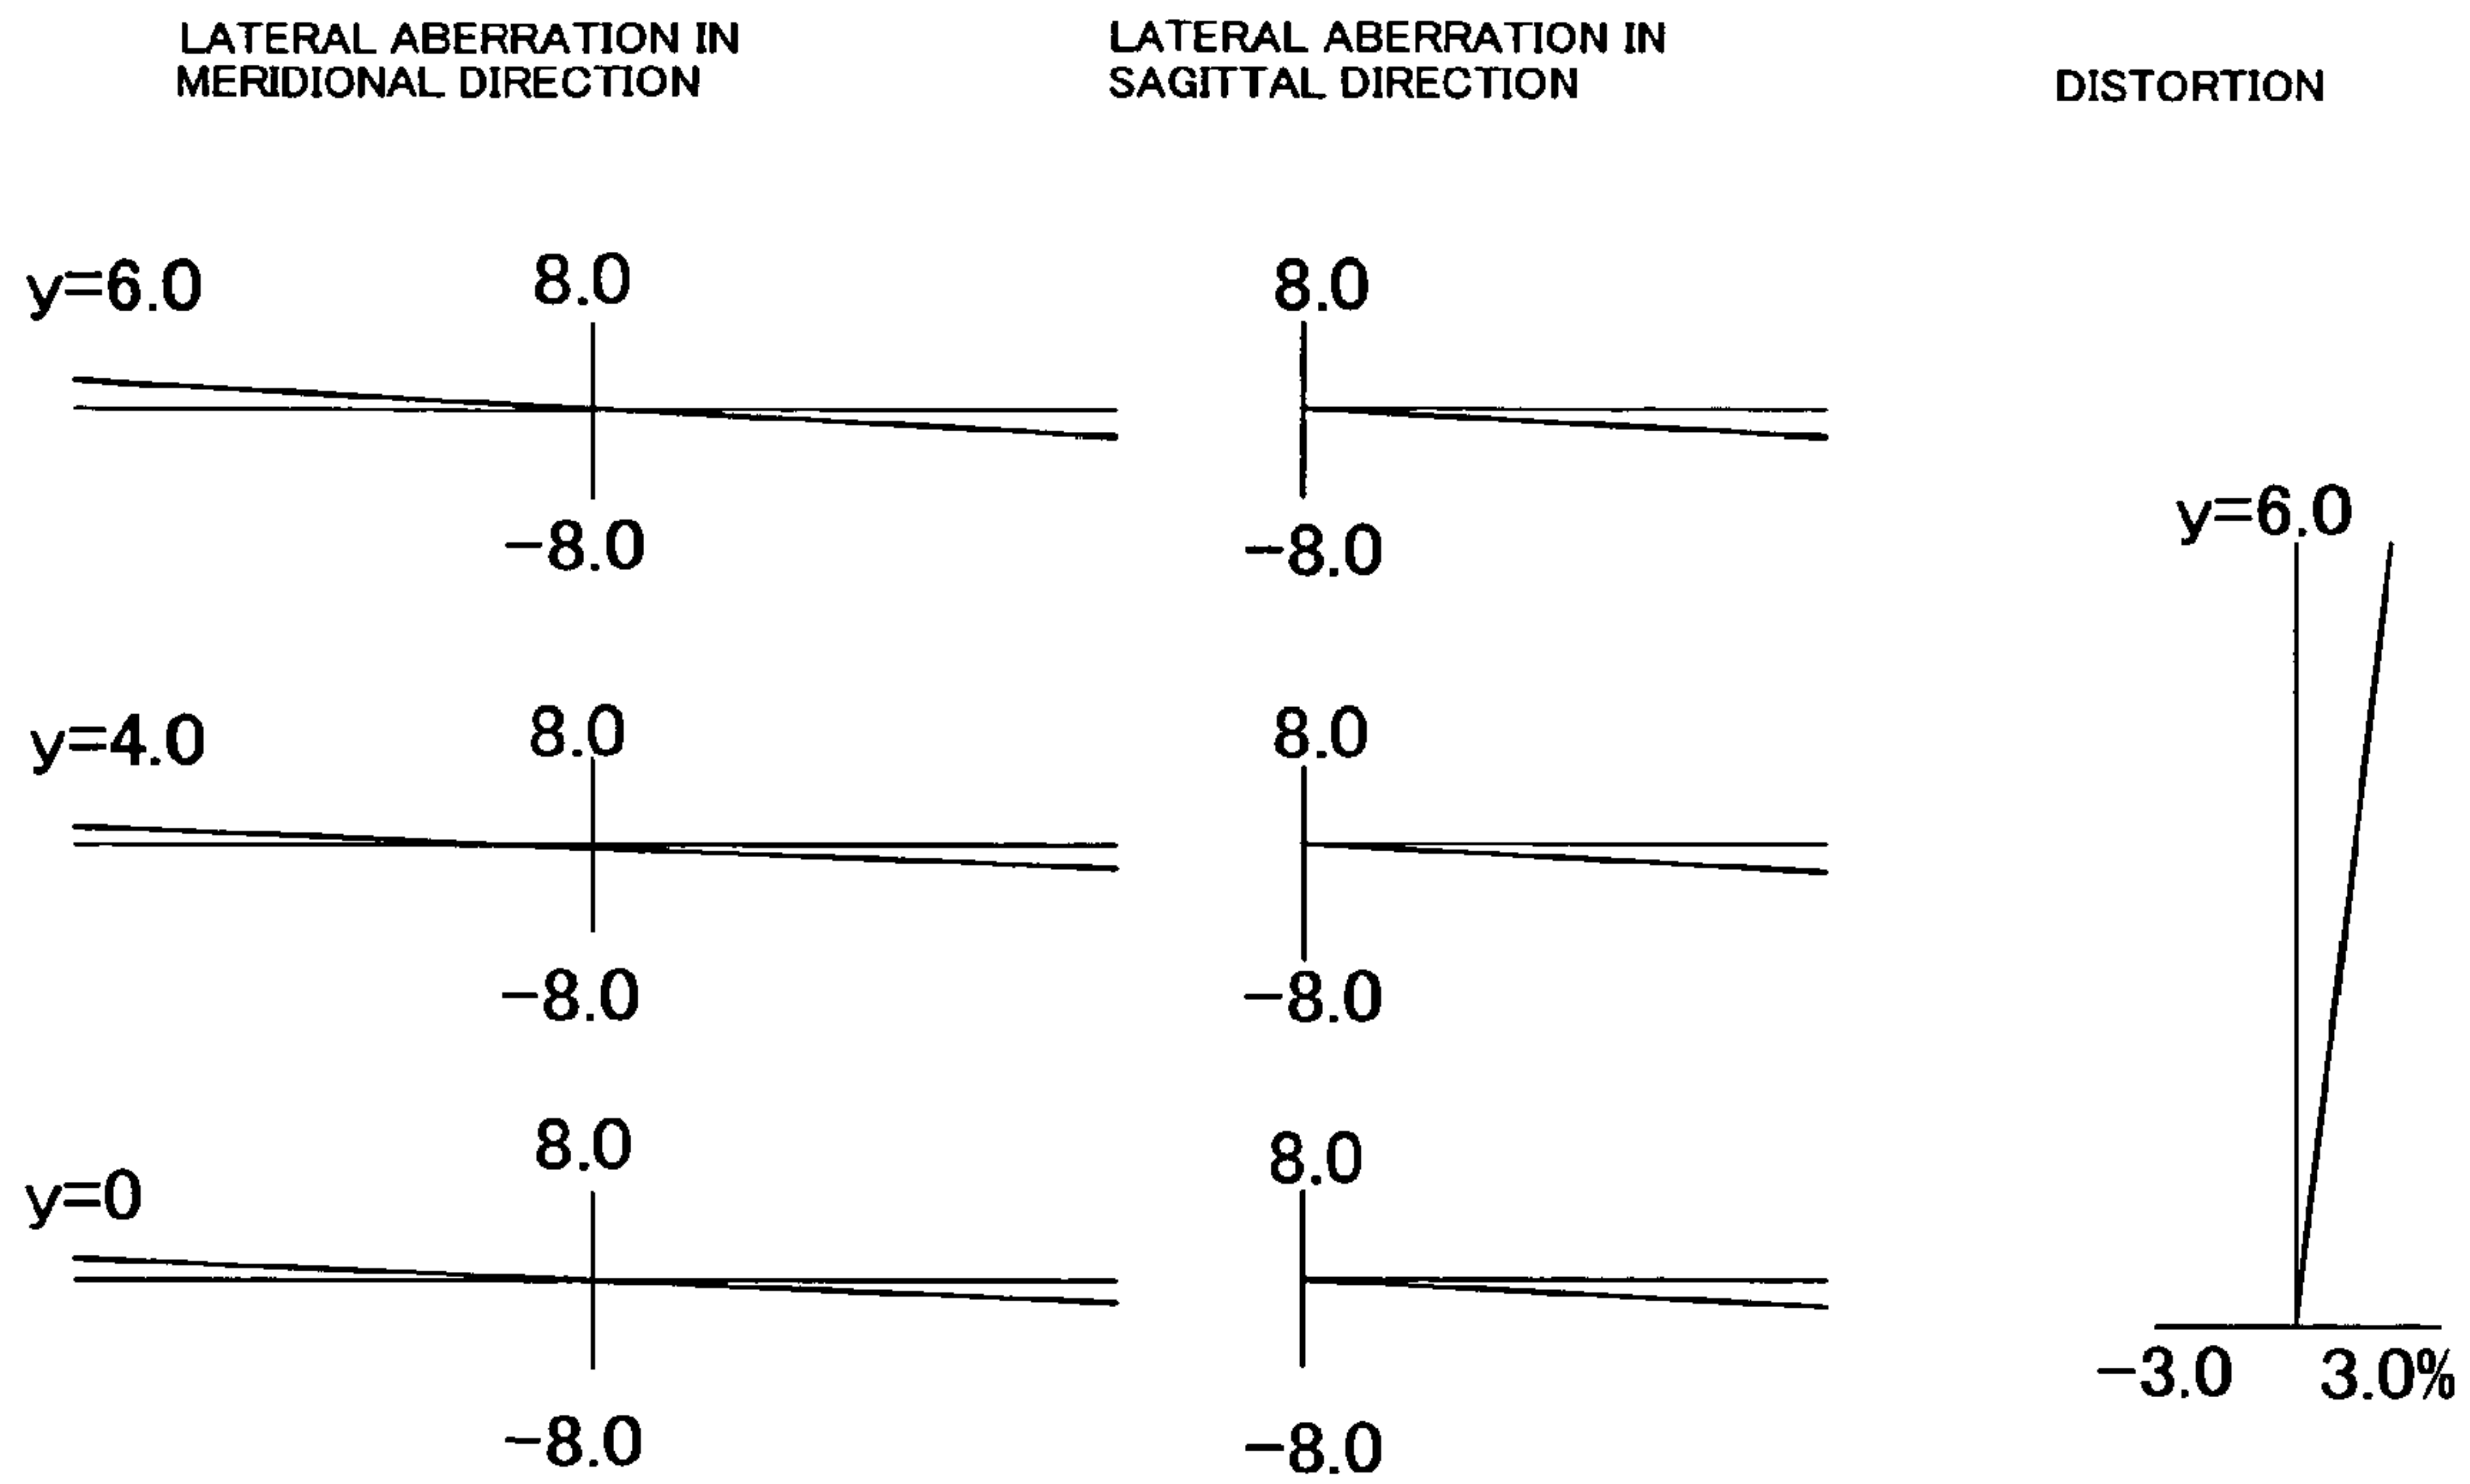 LATERAL ABERRATION IN
MERIDIONAL DIRECTION
LATERAL ABERRATION IN
SAGITTAL DIRECTION
DISTORTION
y=6.0
8.0
-8.0
8.0
-8.0
y=4.0
8.0
-8.0
8.0
-8.0
y=0
8.0
-8.0
8.0
-8.0
y=6.0
-3.0
3.0%